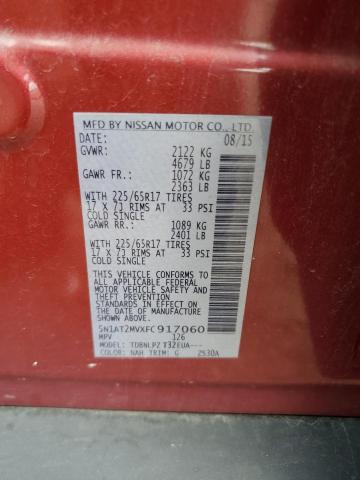 MFD BY NISSAN MOTOR CO., LTD.
DATE: 08/15
GVWR: 2122 KG
4679 LB
GAWR FR.: 1072 KG
2363 LB
WITH 225/65R17 TIRES
17 X 7J RIMS AT 33 PSI
COLD SINGLE
GAWR RR.: 1089 KG
2401 LB
WITH 225/65R17 TIRES
17 X 7J RIMS AT 33 PSI
COLD SINGLE
THIS VEHICLE CONFORMS TO
ALL APPLICABLE FEDERAL
MOTOR VEHICLE SAFETY AND
THEFT PREVENTION STANDARDS
IN EFFECT ON THE DATE OF
MANUFACTURE SHOWN ABOVE.
5N1AT2MVXFC917060
MPV 126
MODEL: TDBNLPZ T32EUA---
COLOR: NAH TRIM: G 2530A